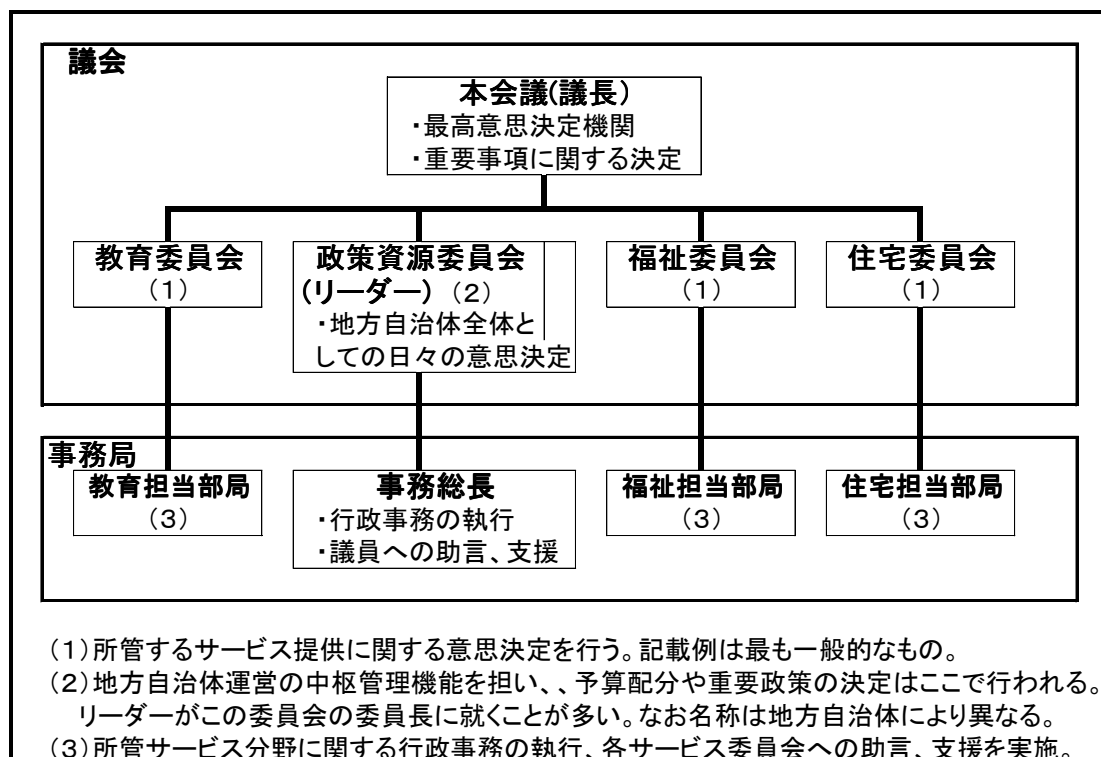 議会
本会議(議長)
・最高意思決定機関
・重要事項に関する決定
教育委員会
（１）
政策資源委員会
(リーダー) （２）
・地方自治体全体と
しての日々の意思決定
福祉委員会
（１）
住宅委員会
（１）
事務局
教育担当部局
（３）
事務総長
・行政事務の執行
・議員への助言、支援
福祉担当部局
（３）
住宅担当部局
（３）
（１）所管するサービス提供に関する意思決定を行う。記載例は最も一般的なもの。
（２）地方自治体運営の中枢管理機能を担い、、予算配分や重要政策の決定はここで行われる。
リーダーがこの委員会の委員長に就くことが多い。なお名称は地方自治体により異なる。
（３）所管サービス分野に関する行政事務の執行、各サービス委員会への助言、支援を実施。